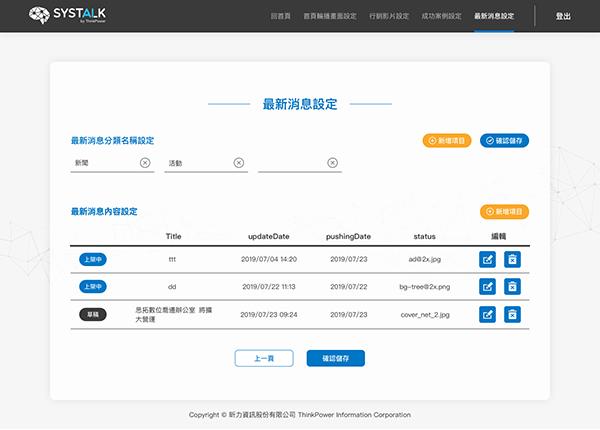 SYSTALK
by ThinkPower
回首頁 首頁輪播畫面設定 行銷影片設定 成功案例設定 最新消息設定 登出
最新消息設定
最新消息分類名稱設定 新增項目 確認儲存
新聞 活動
最新消息內容設定 新增項目
Title updateDate pushingDate status 編輯
上架中 ttt 2019/07/04 14:20 2019/07/23 ad@2x.jpg
上架中 dd 2019/07/22 11:13 2019/07/22 bg-tree@2x.png
草稿 思拓數位喬遷辦公室 將擴
大營運 2019/07/23 09:24 2019/07/23 cover_net_2.jpg
上一頁 確認儲存
Copyright © 昕力資訊股份有限公司 ThinkPower Information Corporation